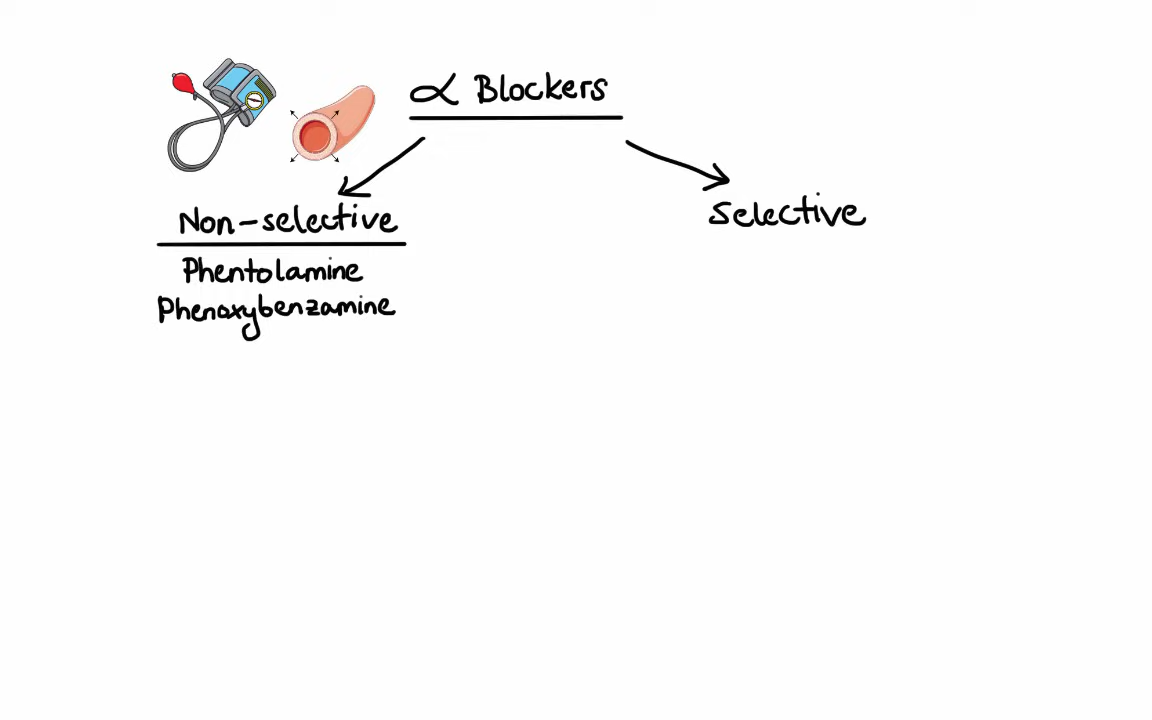 α Blockers
Non-selective
Phentolamine
Phenoxybenzamine
Selective